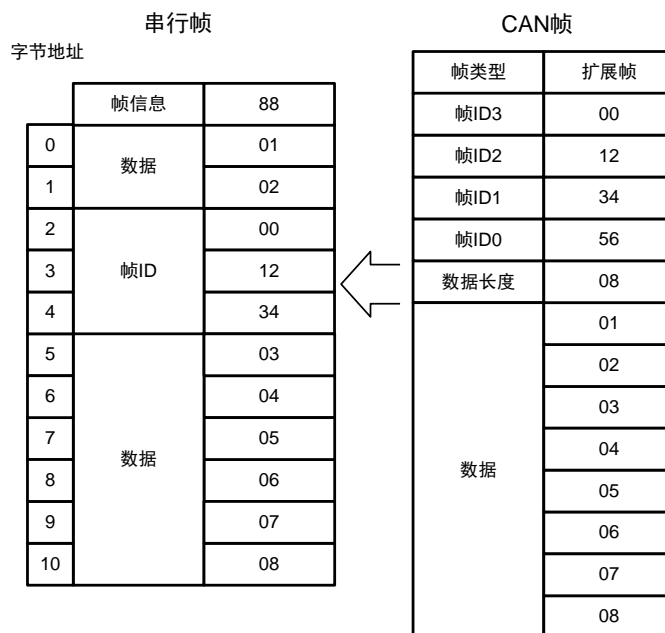 串行帧
字节地址
帧信息 88
0 数据 01
1 02
2 帧ID 00
3 12
4 34
5 数据 03
6 04
7 05
8 06
9 07
10 08
CAN帧
帧类型 扩展帧
帧ID3 00
帧ID2 12
帧ID1 34
帧ID0 56
数据长度 08
数据 01
02
03
04
05
06
07
08